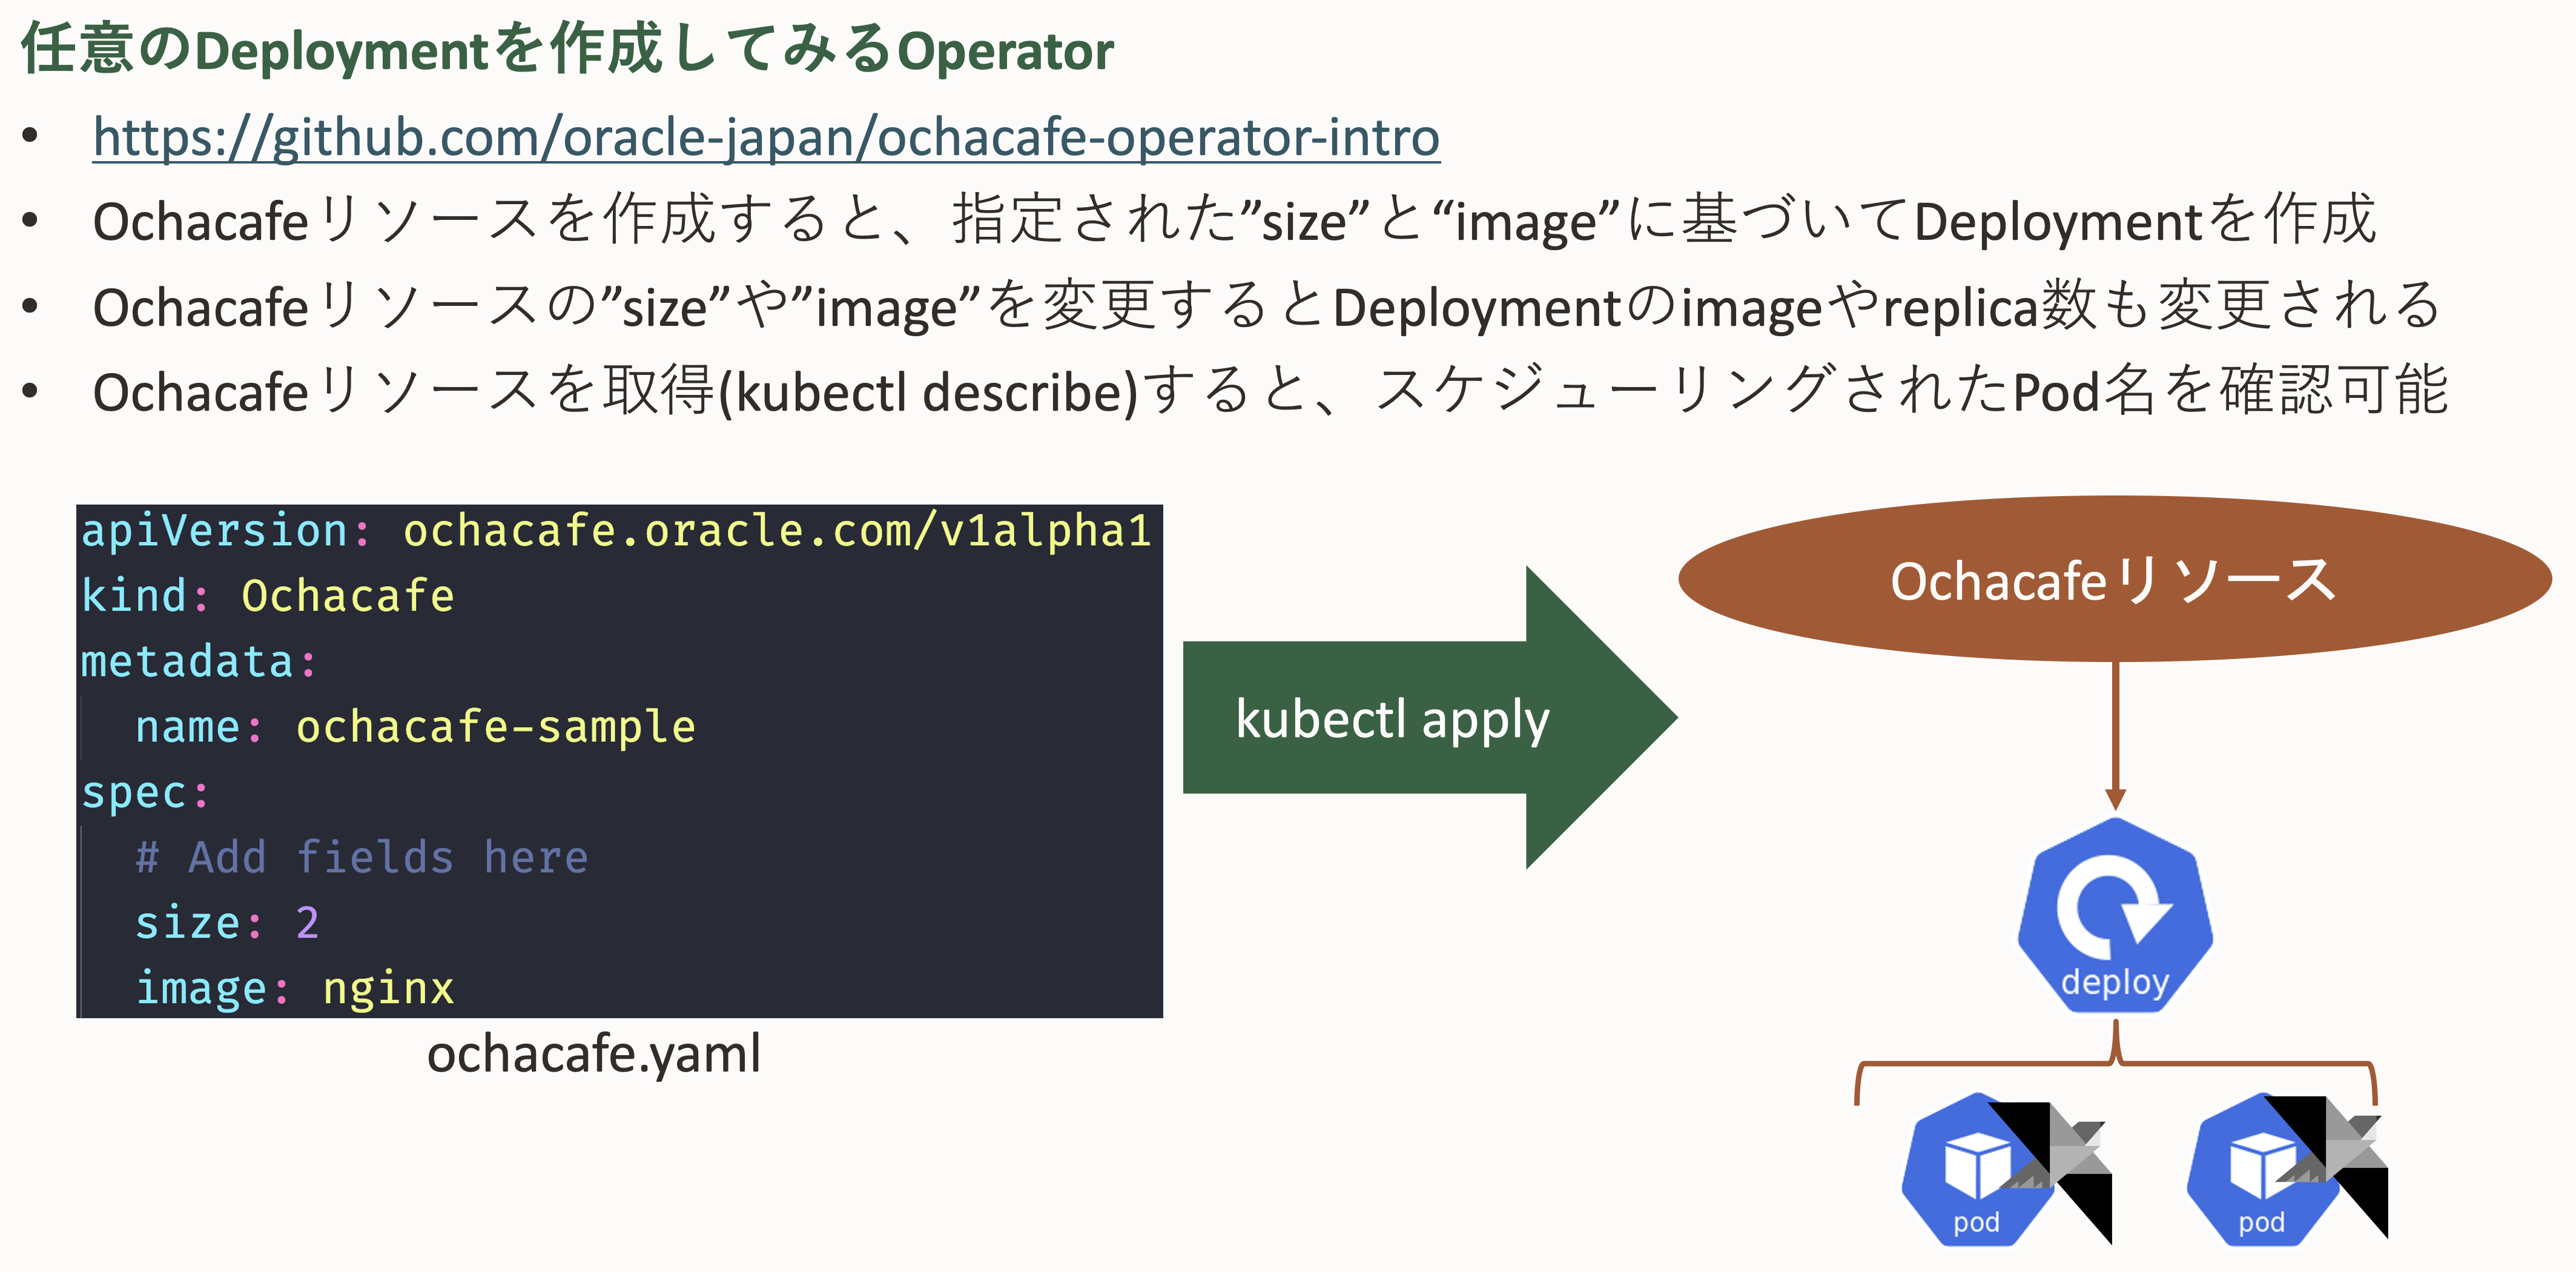 任意のDeploymentを作成してみるOperator
• https://github.com/oracle-japan/ochacafe-operator-intro
• Ochacafeリソースを作成すると、指定された”size”と“image”に基づいてDeploymentを作成
• Ochacafeリソースの”size”や”image”を変更するとDeploymentのimageやreplica数も変更される
• Ochacafeリソースを取得(kubectl describe)すると、スケジューリングされたPod名を確認可能
apiVersion: ochacafe.oracle.com/v1alpha1
kind: Ochacafe
metadata:
  name: ochacafe-sample
spec:
  # Add fields here
  size: 2
  image: nginx
ochacafe.yaml
kubectl apply
Ochacafeリソース
deploy
pod
pod